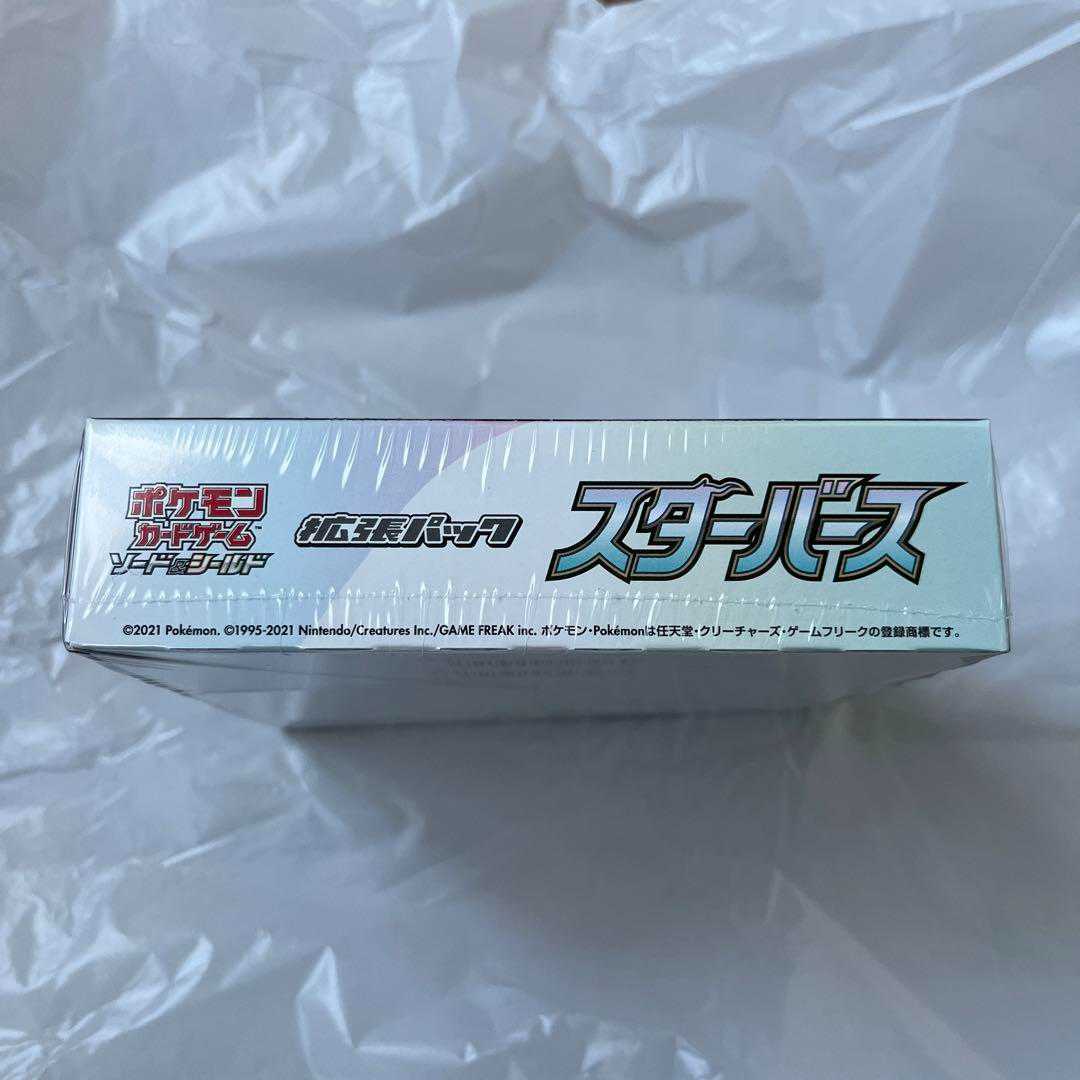 ポケモン
カードゲーム™
ソード&シールド
拡張パック
スターバース
©2021 Pokémon. ©1995-2021 Nintendo/Creatures Inc./GAME FREAK inc. ポケモン・Pokémonは任天堂・クリーチャーズ・ゲームフリークの登録商標です。